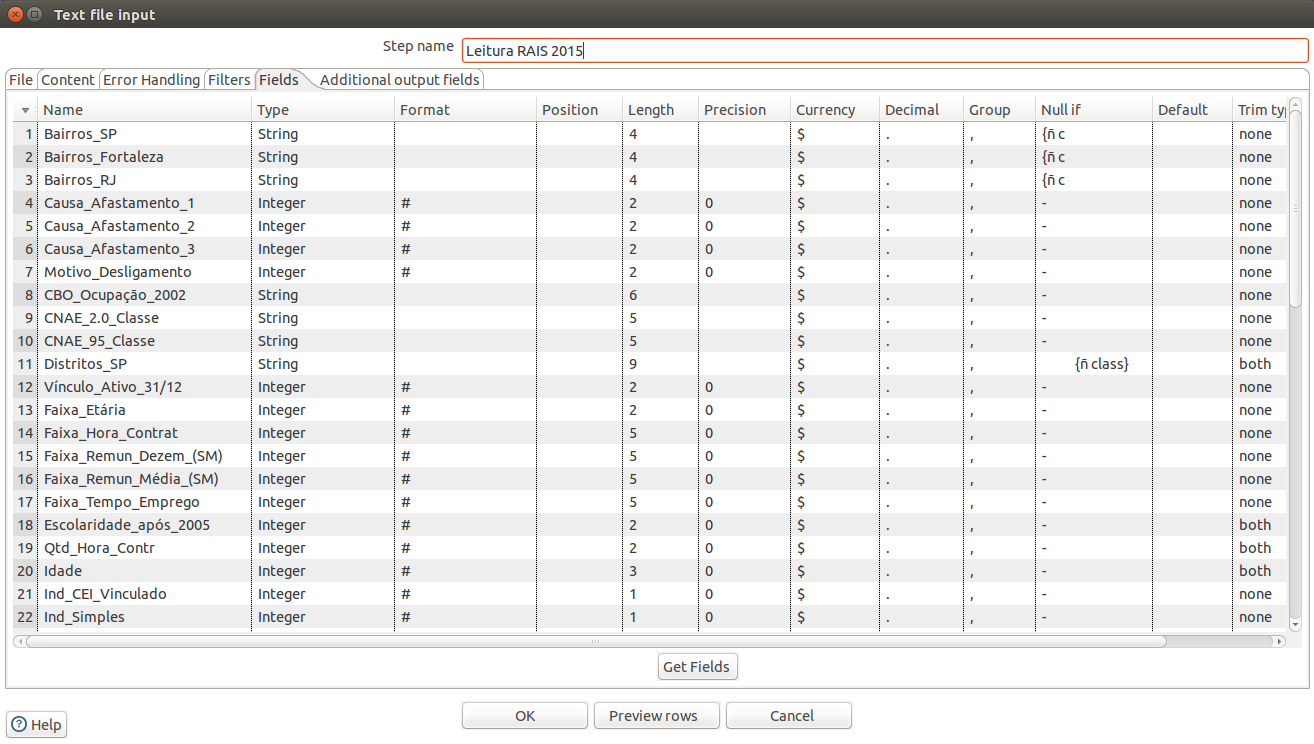 Text file input
Step name Leitura RAIS 2015
File Content Error Handling Filters Fields Additional output fields
Name Type Format Position Length Precision Currency Decimal Group Null if Default Trim typ
1 Bairros_SP String 4 $ . , {ñ c none
2 Bairros_Fortaleza String 4 $ . , {ñ c none
3 Bairros_RJ String 4 $ . , {ñ c none
4 Causa_Afastamento_1 Integer # 2 0 $ . , - none
5 Causa_Afastamento_2 Integer # 2 0 $ . , - none
6 Causa_Afastamento_3 Integer # 2 0 $ . , - none
7 Motivo_Desligamento Integer # 2 0 $ . , - none
8 CBO_Ocupação_2002 String 6 $ . , - none
9 CNAE_2.0_Classe String 5 $ . , - none
10 CNAE_95_Classe String 5 $ . , - none
11 Distritos_SP String 9 $ . , {ñ class} both
12 Vínculo_Ativo_31/12 Integer # 2 0 $ . , - none
13 Faixa_Etária Integer # 2 0 $ . , - none
14 Faixa_Hora_Contrat Integer # 5 0 $ . , - none
15 Faixa_Remun_Dezem_(SM) Integer # 5 0 $ . , - none
16 Faixa_Remun_Média_(SM) Integer # 5 0 $ . , - none
17 Faixa_Tempo_Emprego Integer # 5 0 $ . , - none
18 Escolaridade_após_2005 Integer # 2 0 $ . , - both
19 Qtd_Hora_Contr Integer # 2 0 $ . , - both
20 Idade Integer # 3 0 $ . , - both
21 Ind_CEI_Vinculado Integer # 1 0 $ . , - none
22 Ind_Simples Integer # 1 0 $ . , - none
Get Fields
? Help OK Preview rows Cancel